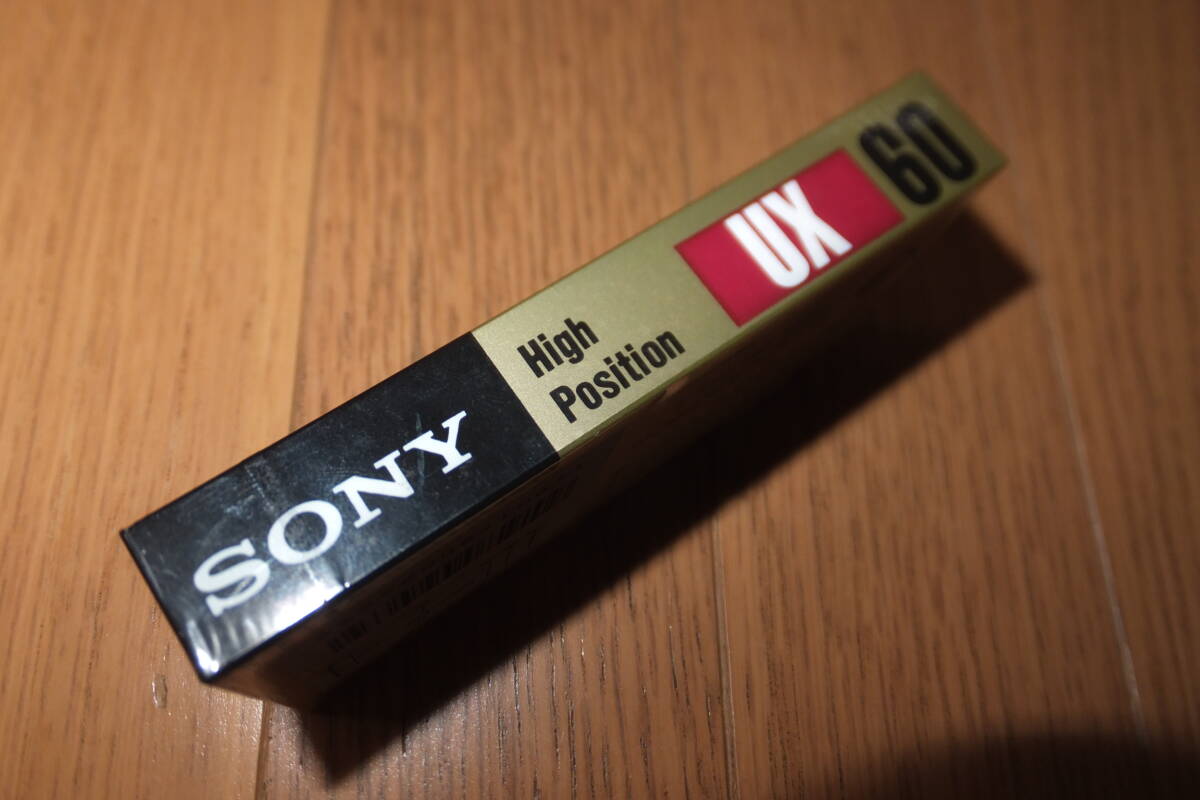 SONY
High
Position
UX
60